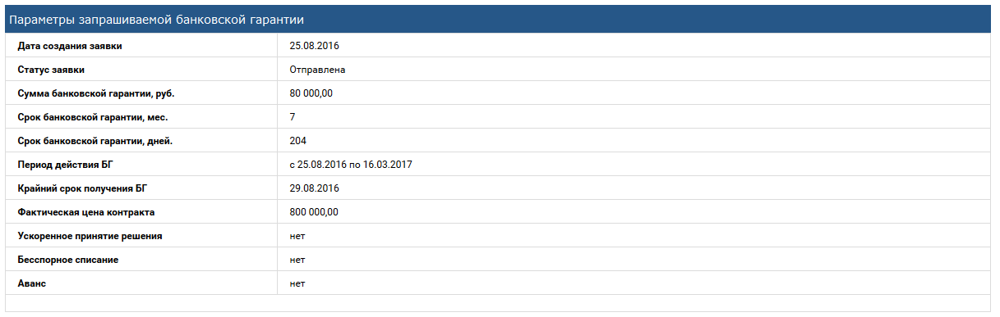 Параметры запрашиваемой банковской гарантии
Дата создания заявки 25.08.2016
Статус заявки Отправлена
Сумма банковской гарантии, руб. 80 000,00
Срок банковской гарантии, мес. 7
Срок банковской гарантии, дней. 204
Период действия БГ с 25.08.2016 по 16.03.2017
Крайний срок получения БГ 29.08.2016
Фактическая цена контракта 800 000,00
Ускоренное принятие решения нет
Бесспорное списание нет
Аванс нет